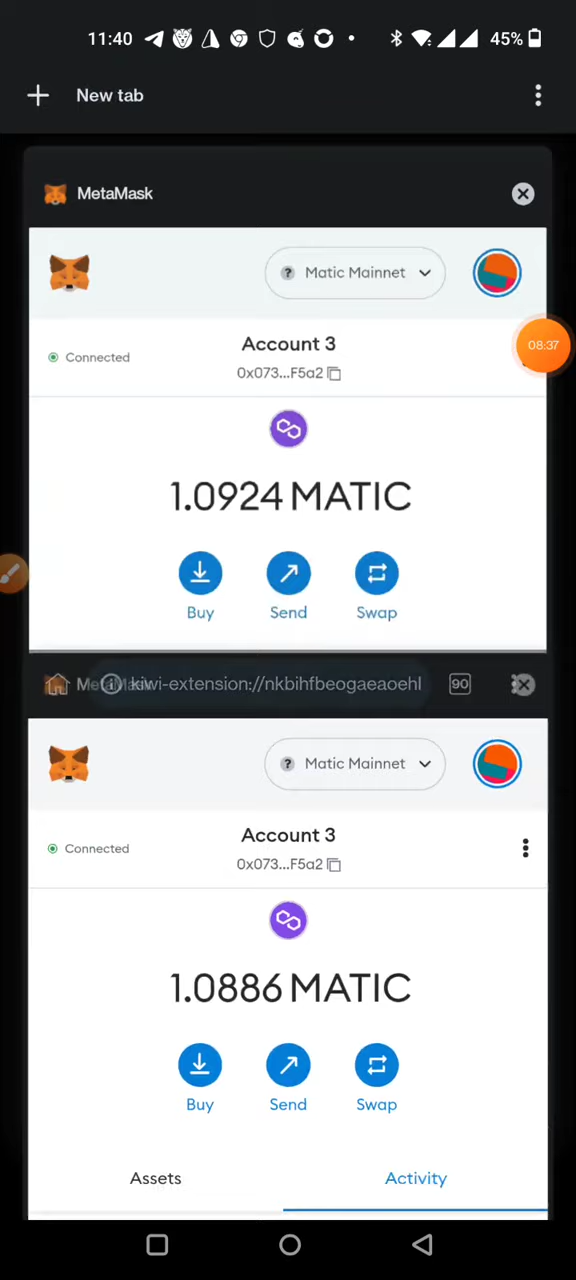 11:40 45%
New tab
MetaMask
Matic Mainnet
Account 3
Connected
0x073...F5a2
08:37
1.0924 MATIC
Buy Send Swap
MetaMask
kiwi-extension://nkbihfbeogaeaoehl 90
Matic Mainnet
Account 3
Connected
0x073...F5a2
1.0886 MATIC
Buy Send Swap
Assets Activity